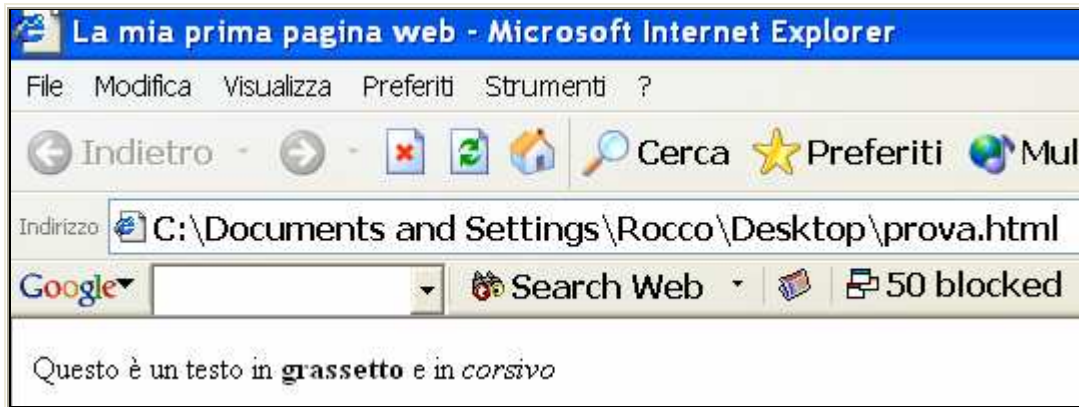 La mia prima pagina web - Microsoft Internet Explorer
File Modifica Visualizza Preferiti Strumenti ?
Indietro Cerca Preferiti Mul
Indirizzo C:\Documents and Settings\Rocco\Desktop\prova.html
Google Search Web 50 blocked
Questo è un testo in grassetto e in corsivo